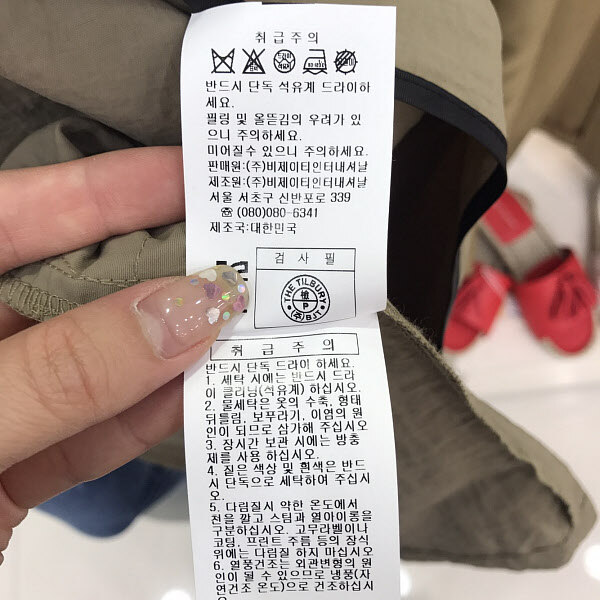 취급주의
반드시 단독 석유계 드라이하
세요.
필링 및 올뜯김의 우려가 있
으니 주의하세요.
미어질수 있으니 주의하세요.
판매원:(주)비제이티인터내셔날
제조원:(주)비제이티인터내셔날
서울 서초구 신반포로 339
☎ (080)080-6341
제조국:대한민국
검사필
THE TILBURY
檢
P
(주)BJT
취급주의
반드시 단독 드라이 하세요.
1. 세탁 시에는 반드시 드라
이 클리닝(석유계) 하십시오.
2. 물세탁은 옷의 수축, 형태
뒤틀림, 보푸라기, 이염의 원
인이 되므로 삼가해 주십시오
3. 장시간 보관 시에는 방충
제를 사용 하십시오.
4. 짙은 색상 및 흰색은 반드
시 단독으로 세탁하여 주십시
오.
5. 다림질시 약한 온도에서
천을 깔고 스팀과 열아이롱을
구분하십시오. 고무라벨이나
코팅, 프린트 주름 등의 장식
위에는 다림질 하지 마십시오
6. 열풍건조는 외관변형의 원
인이 될 수 있으므로 냉풍(자
연건조 온도)으로 건조하십시